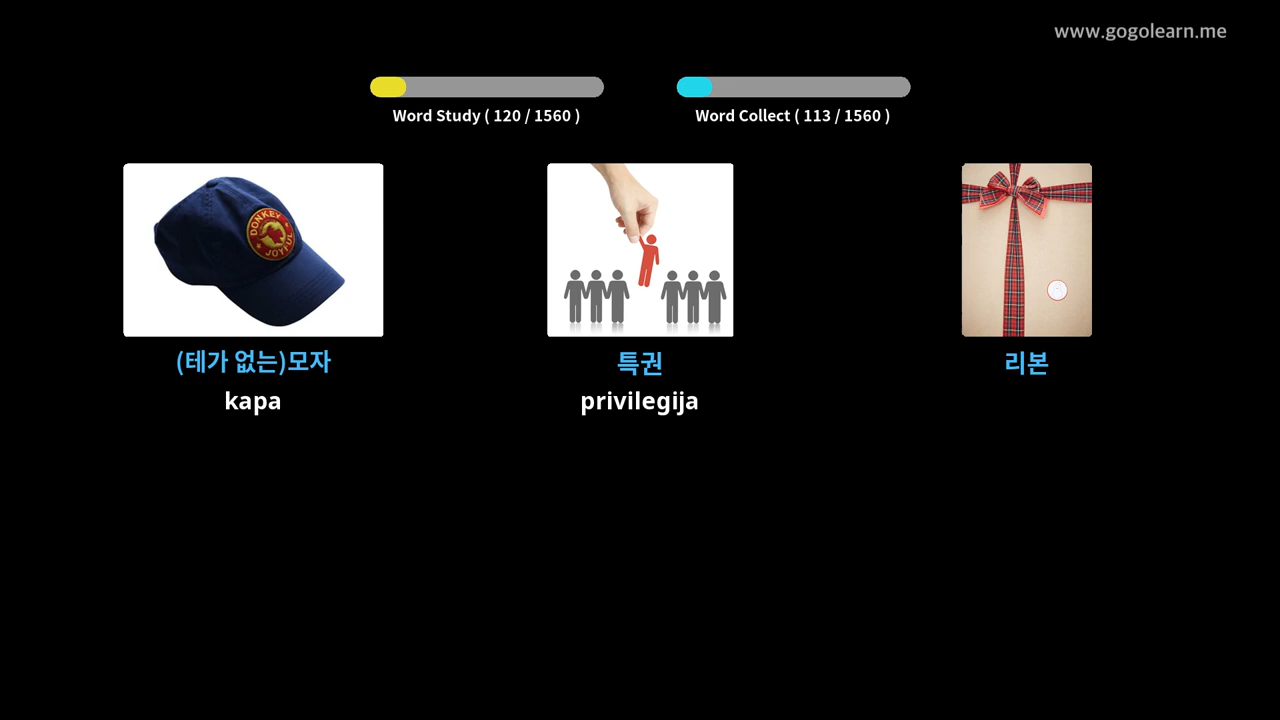 www.gogolearn.me
Word Study ( 120 / 1560 )
Word Collect ( 113 / 1560 )
DONKEY
JOYFUL
(테가 없는)모자
특권
리본
kapa
privilegija